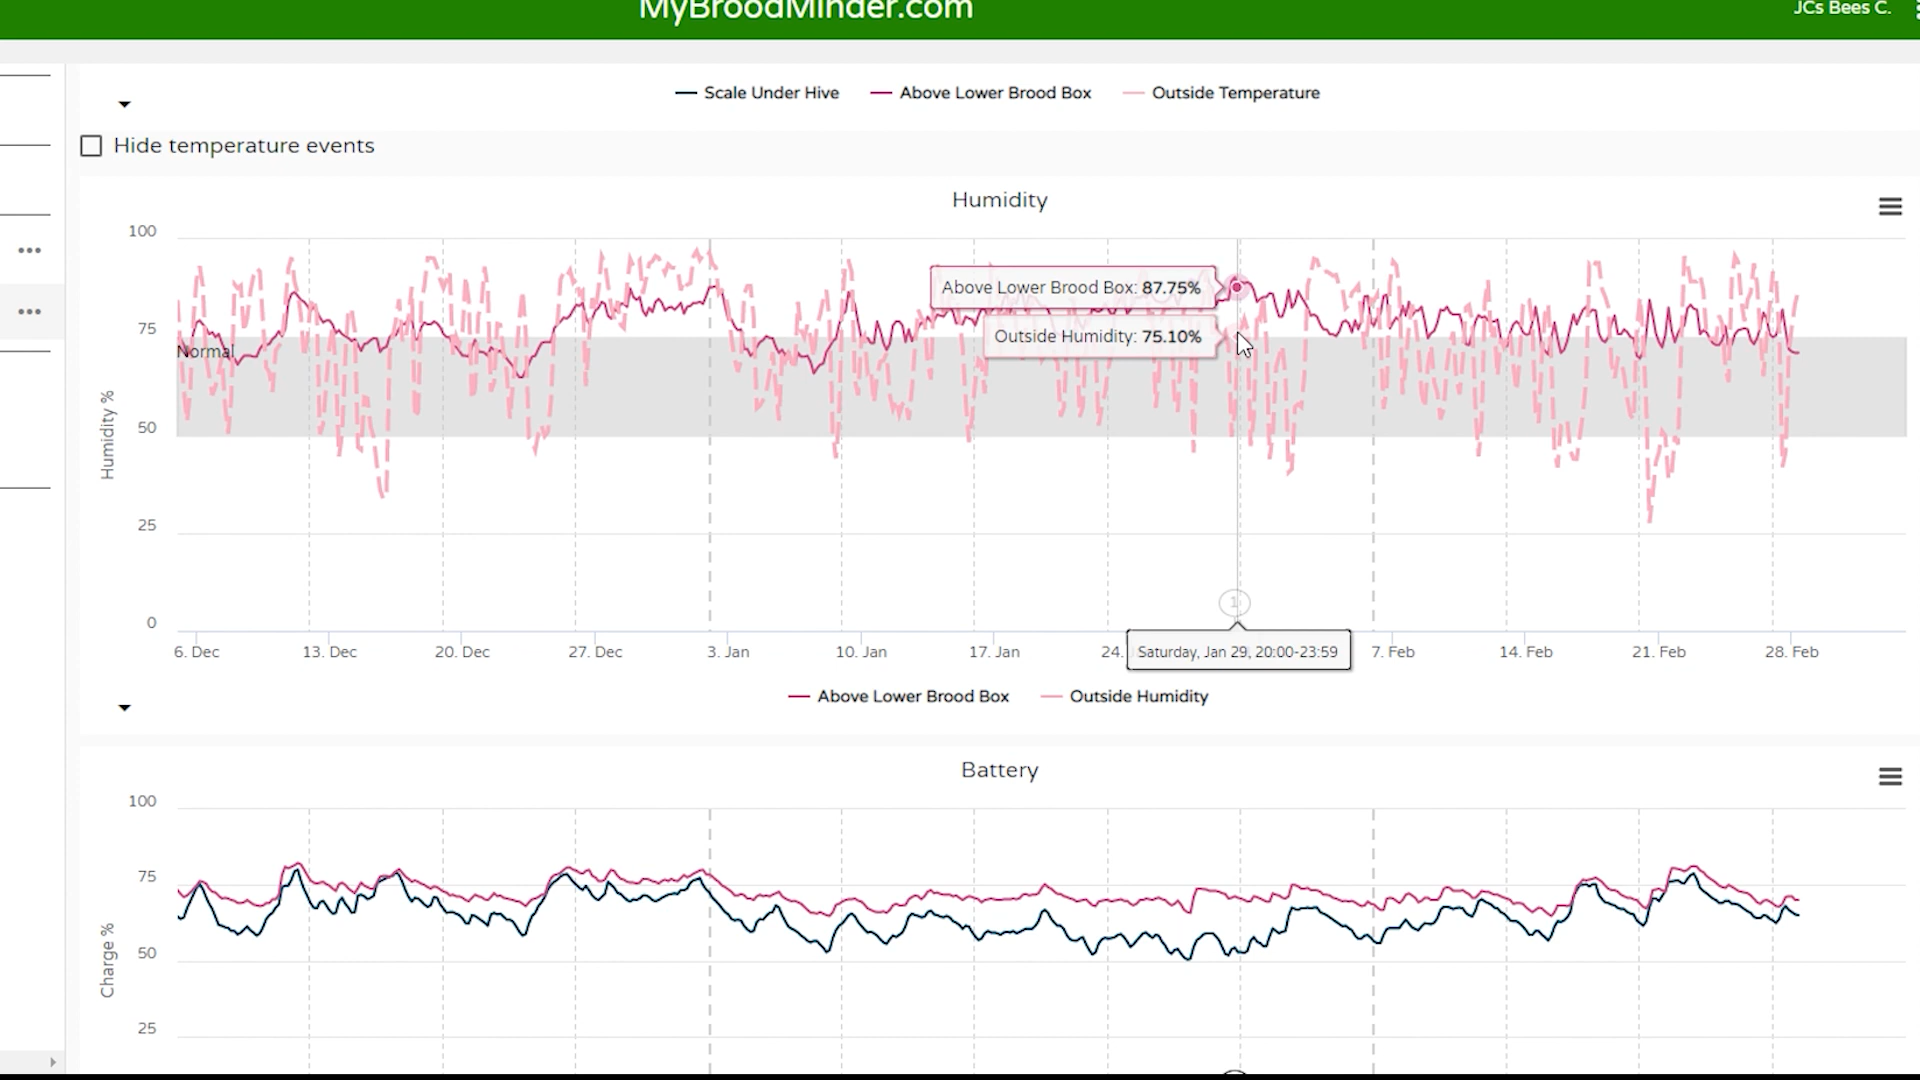 MyBroodMinder.com
JCs Bees C.
Scale Under Hive Above Lower Brood Box Outside Temperature
Hide temperature events
Humidity
100
75
50
25
0
Humidity %
Normal
Above Lower Brood Box: 87.75%
Outside Humidity: 75.10%
1
6. Dec 13. Dec 20. Dec 27. Dec 3. Jan 10. Jan 17. Jan 24. Saturday, Jan 29, 20:00-23:59 7. Feb 14. Feb 21. Feb 28. Feb
Above Lower Brood Box Outside Humidity
Battery
100
75
50
25
Charge %